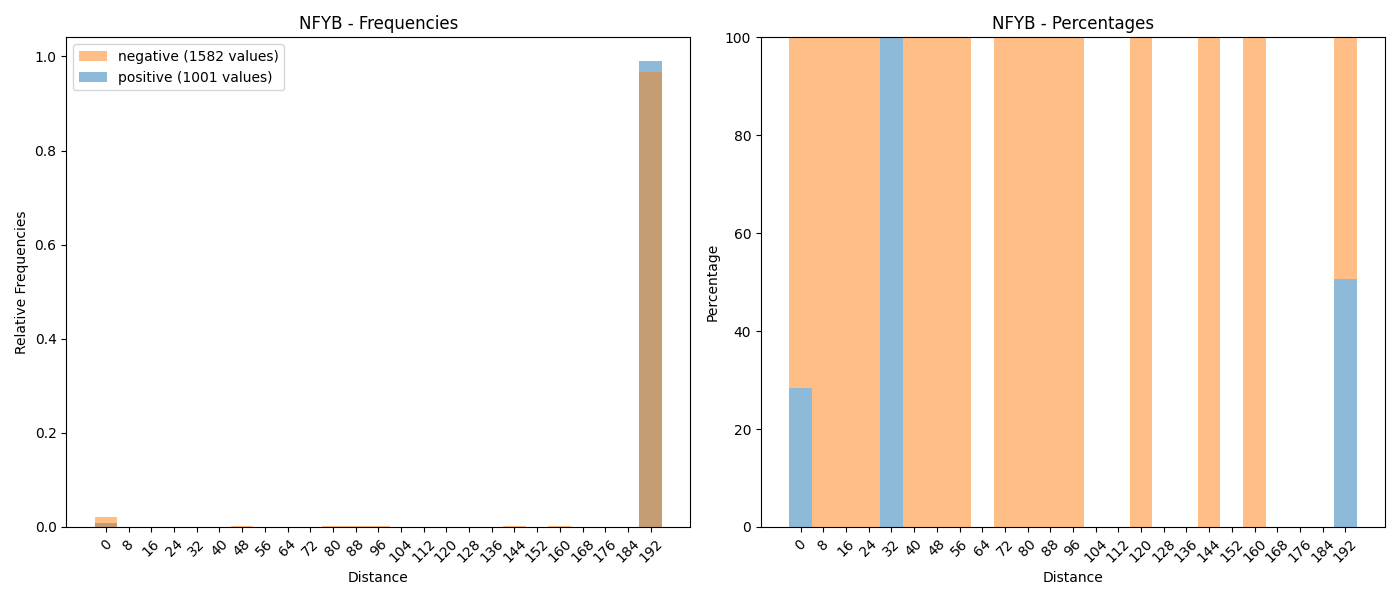 NFYB - Frequencies
1.0
0.8
0.6
0.4
0.2
0.0
Relative Frequencies
negative (1582 values)
positive (1001 values)
0 8 16 24 32 40 48 56 64 72 80 88 96 104 112 120 128 136 144 152 160 168 176 184 192
Distance
NFYB - Percentages
100
80
60
40
20
0
Percentage
0 8 16 24 32 40 48 56 64 72 80 88 96 104 112 120 128 136 144 152 160 168 176 184 192
Distance